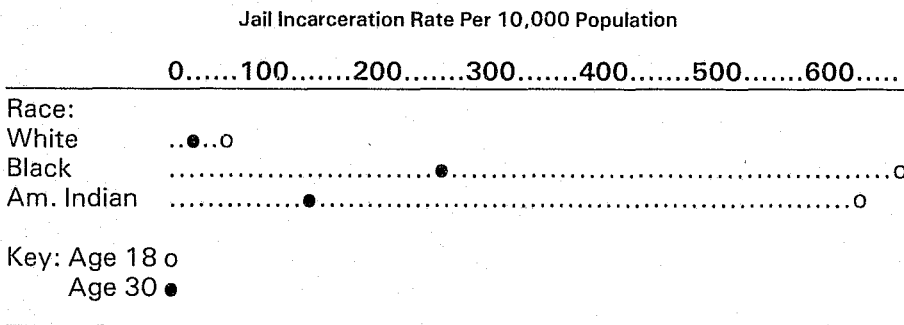 Jail Incarceration Rate Per 10,000 Population
0......100.......200.......300.......400.......500.......600.....
Race:
White ..●..o
Black ........................●.......................................o
Am. Indian ............●...............................................o
Key: Age 18 o
Age 30 ●